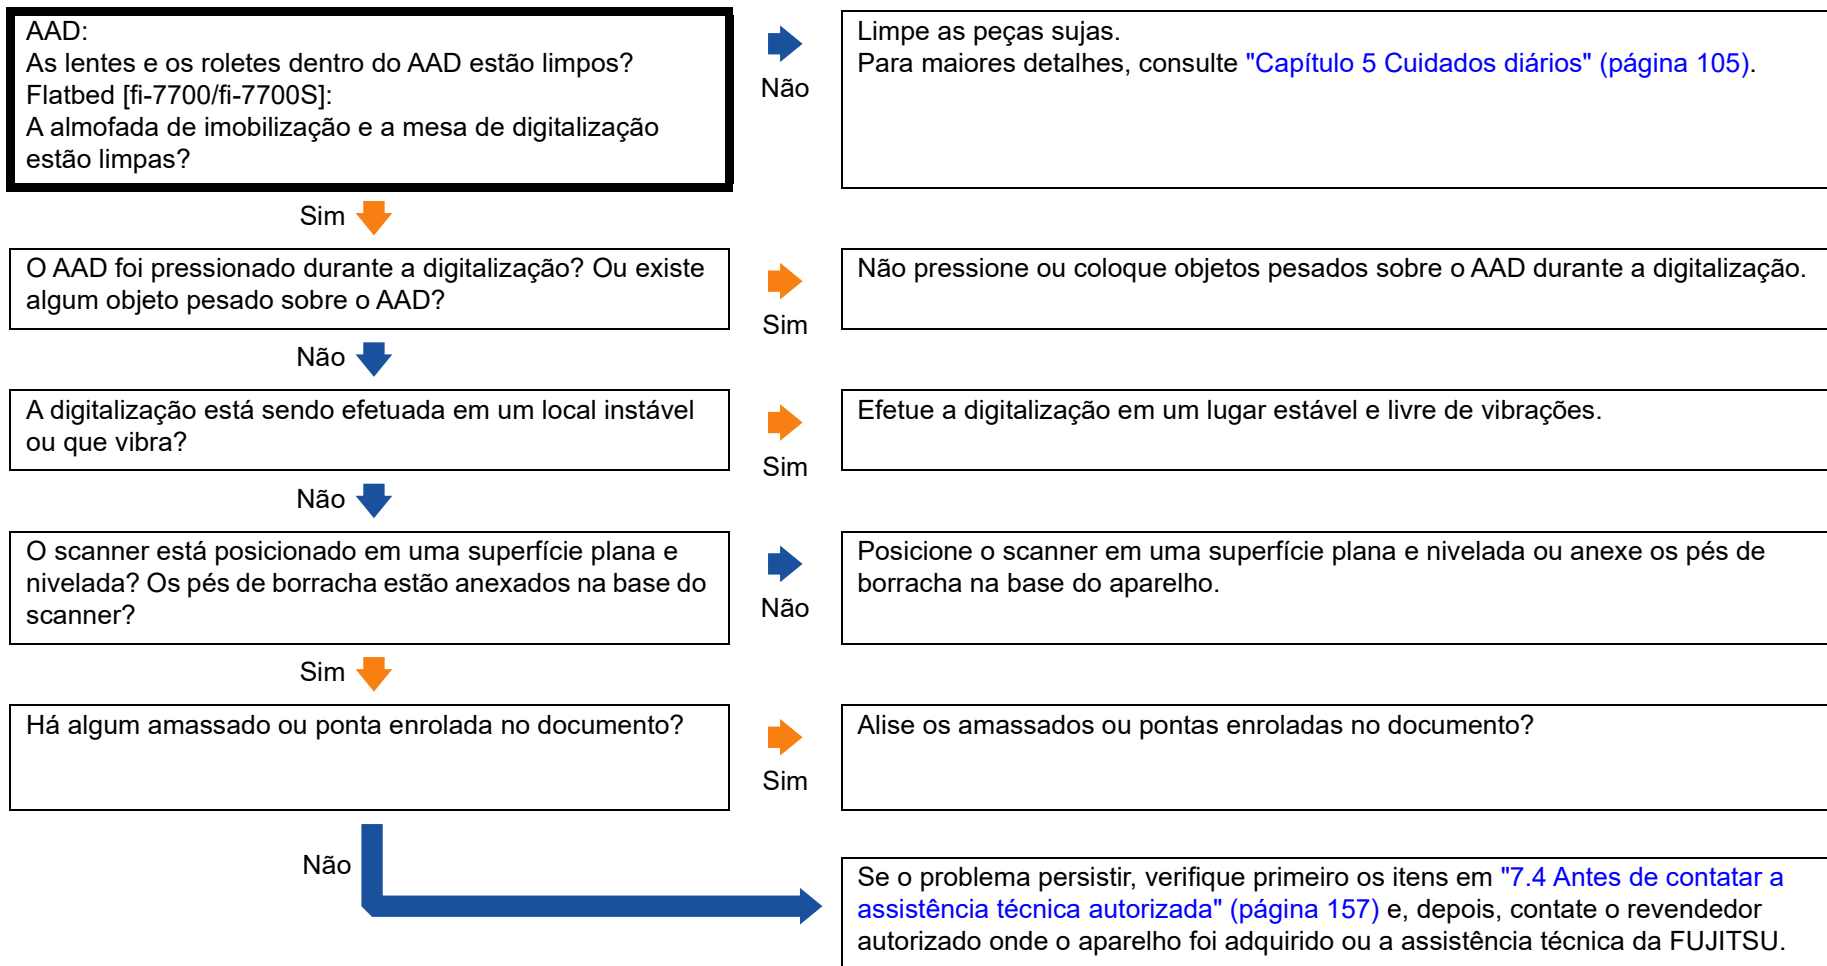 AAD:
As lentes e os roletes dentro do AAD estão limpos?
Flatbed [fi-7700/fi-7700S]:
A almofada de imobilização e a mesa de digitalização
estão limpas?
Não
Limpe as peças sujas.
Para maiores detalhes, consulte "Capítulo 5 Cuidados diários" (página 105).
Sim
O AAD foi pressionado durante a digitalização? Ou existe
algum objeto pesado sobre o AAD?
Sim
Não pressione ou coloque objetos pesados sobre o AAD durante a digitalização.
Não
A digitalização está sendo efetuada em um local instável
ou que vibra?
Sim
Efetue a digitalização em um lugar estável e livre de vibrações.
Não
O scanner está posicionado em uma superfície plana e
nivelada? Os pés de borracha estão anexados na base do
scanner?
Não
Posicione o scanner em uma superfície plana e nivelada ou anexe os pés de
borracha na base do aparelho.
Sim
Há algum amassado ou ponta enrolada no documento?
Sim
Alise os amassados ou pontas enroladas no documento?
Não
Se o problema persistir, verifique primeiro os itens em "7.4 Antes de contatar a
assistência técnica autorizada" (página 157) e, depois, contate o revendedor
autorizado onde o aparelho foi adquirido ou a assistência técnica da FUJITSU.